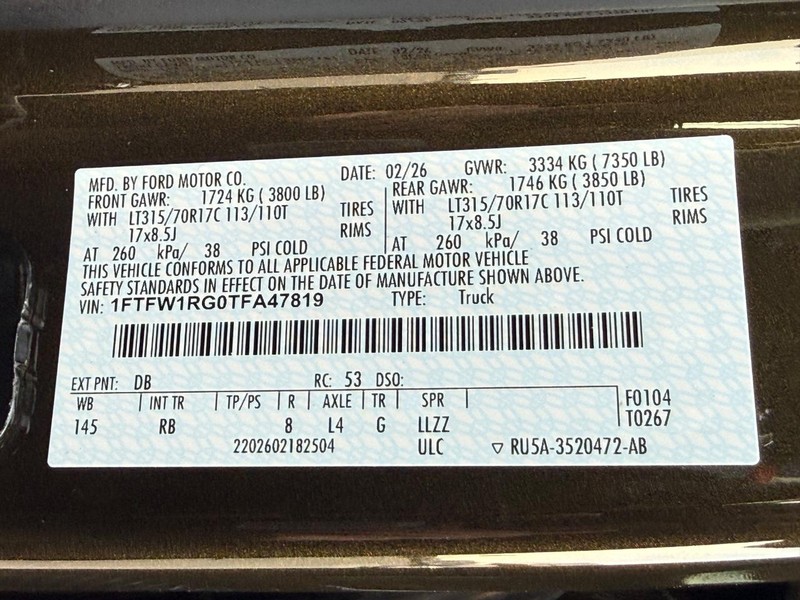 MFD. BY FORD MOTOR CO. DATE: 02/26 GVWR: 3334 KG ( 7350 LB)
FRONT GAWR: 1724 KG ( 3800 LB) REAR GAWR: 1746 KG ( 3850 LB)
WITH LT315/70R17C 113/110T TIRES WITH LT315/70R17C 113/110T TIRES
17x8.5J RIMS 17x8.5J RIMS
AT 260 kPa/ 38 PSI COLD AT 260 kPa/ 38 PSI COLD
THIS VEHICLE CONFORMS TO ALL APPLICABLE FEDERAL MOTOR VEHICLE
SAFETY STANDARDS IN EFFECT ON THE DATE OF MANUFACTURE SHOWN ABOVE.
VIN: 1FTFW1RG0TFA47819 TYPE: Truck
EXT PNT: DB RC: 53 DSO:
WB | INT TR | TP/PS | R | AXLE | TR | SPR F0104
145 RB 8 L4 G LLZZ T0267
2202602182504 ULC ▽ RU5A-3520472-AB